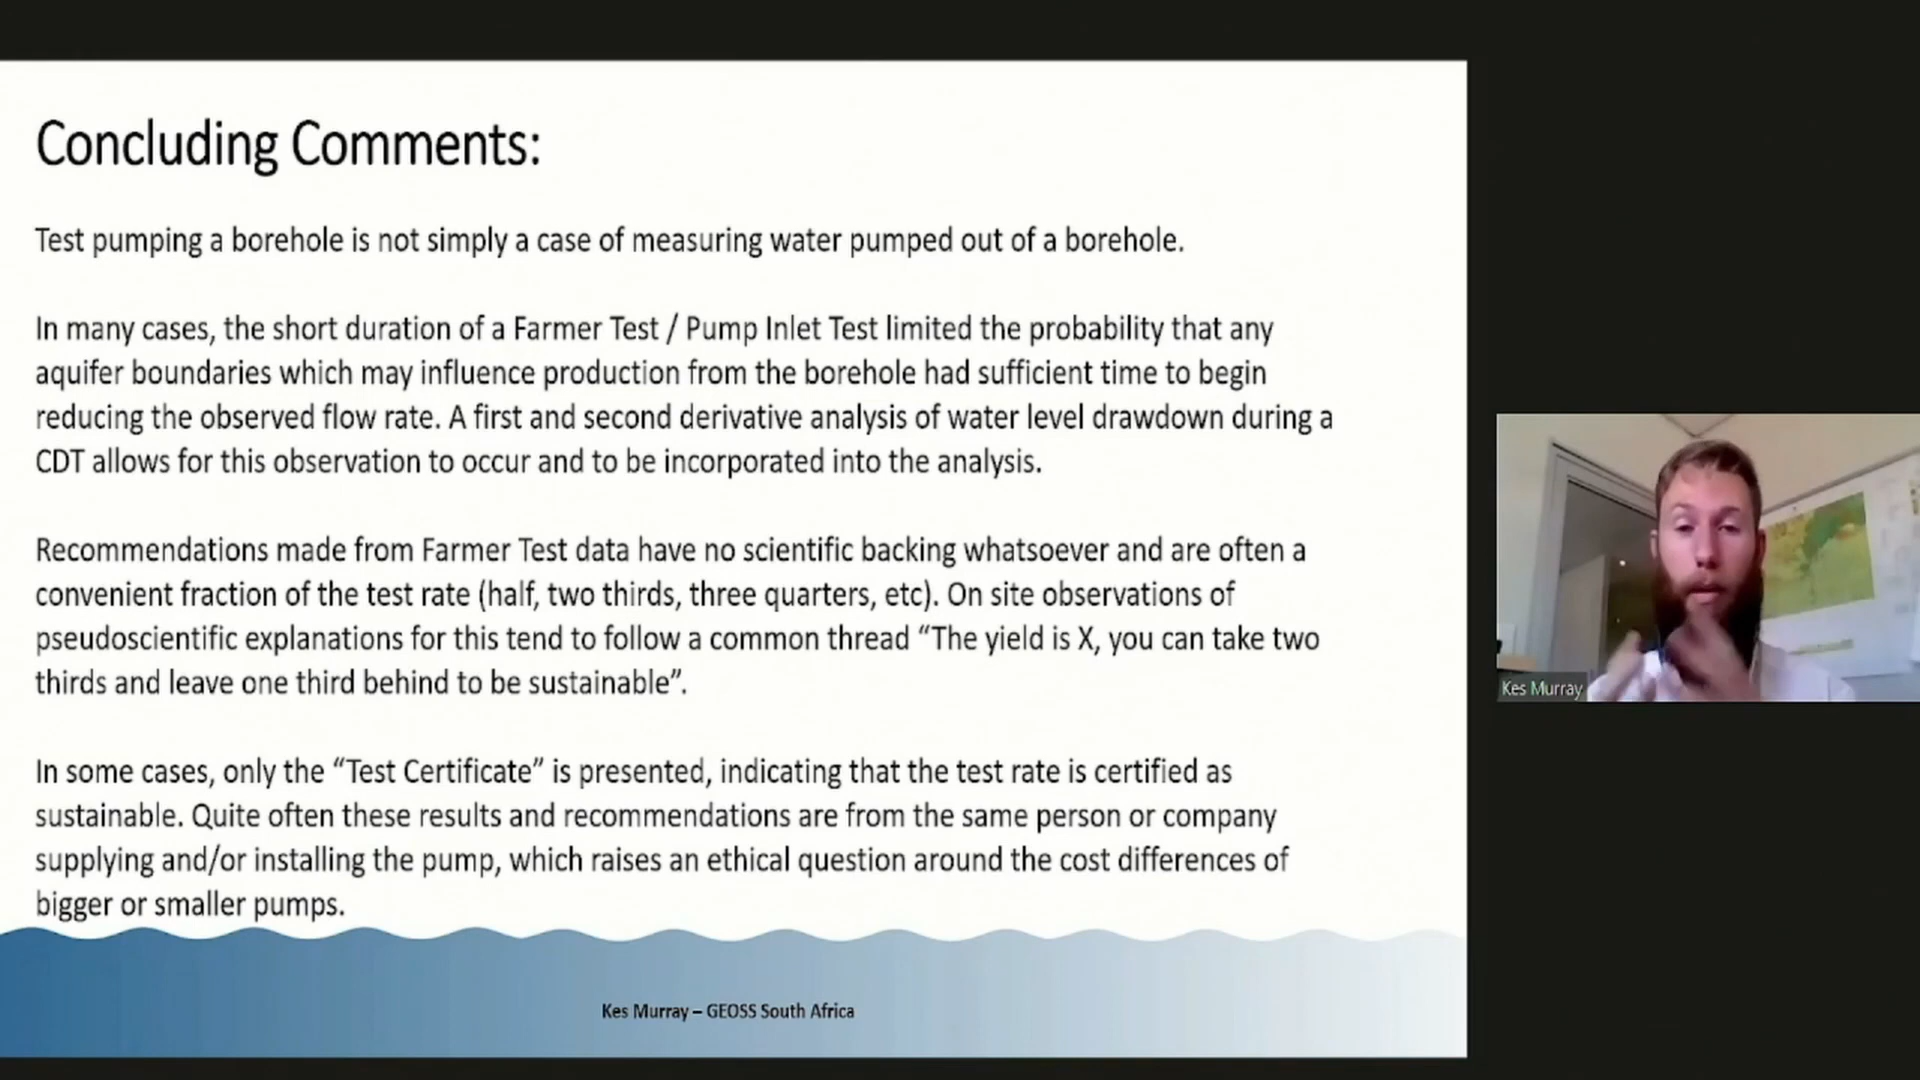 Concluding Comments:
Test pumping a borehole is not simply a case of measuring water pumped out of a borehole.
In many cases, the short duration of a Farmer Test / Pump Inlet Test limited the probability that any
aquifer boundaries which may influence production from the borehole had sufficient time to begin
reducing the observed flow rate. A first and second derivative analysis of water level drawdown during a
CDT allows for this observation to occur and to be incorporated into the analysis.
Recommendations made from Farmer Test data have no scientific backing whatsoever and are often a
convenient fraction of the test rate (half, two thirds, three quarters, etc). On site observations of
pseudoscientific explanations for this tend to follow a common thread “The yield is X, you can take two
thirds and leave one third behind to be sustainable”.
In some cases, only the “Test Certificate” is presented, indicating that the test rate is certified as
sustainable. Quite often these results and recommendations are from the same person or company
supplying and/or installing the pump, which raises an ethical question around the cost differences of
bigger or smaller pumps.
Kes Murray – GEOSS South Africa
Kes Murray